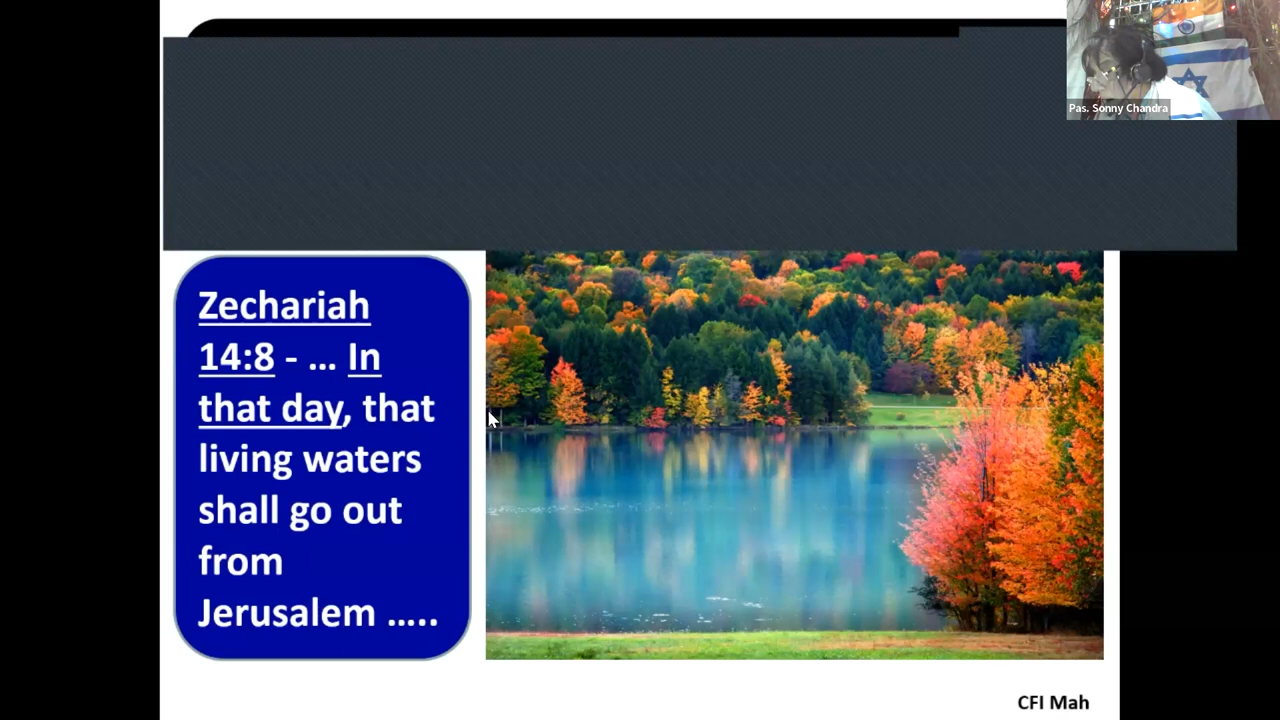 Pas. Sonny Chandra
Zechariah
14:8 - … In
that day, that
living waters
shall go out
from
Jerusalem …..
CFI Mah